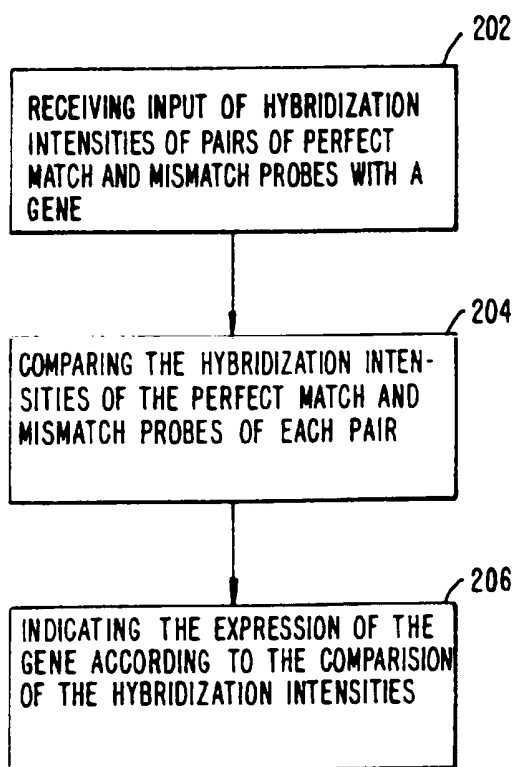 202
RECEIVING INPUT OF HYBRIDIZATION
INTENSITIES OF PAIRS OF PERFECT
MATCH AND MISMATCH PROBES WITH A
GENE
204
COMPARING THE HYBRIDIZATION INTEN-
SITIES OF THE PERFECT MATCH AND
MISMATCH PROBES OF EACH PAIR
206
INDICATING THE EXPRESSION OF THE
GENE ACCORDING TO THE COMPARISION
OF THE HYBRIDIZATION INTENSITIES